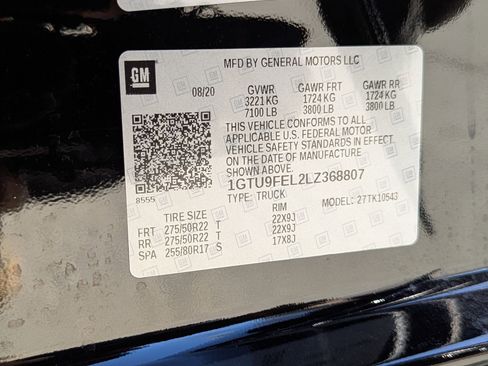 GM
MFD BY GENERAL MOTORS LLC
08/20 GVWR GAWR FRT GAWR RR
3221 KG 1724 KG 1724 KG
7100 LB 3800 LB 3800 LB
THIS VEHICLE CONFORMS TO ALL
APPLICABLE U.S. FEDERAL MOTOR
VEHICLE SAFETY STANDARDS IN EFFECT
ON THE DATE OF MANUFACTURE
SHOWN ABOVE.
1GTU9FEL2LZ368807
8555 TYPE: TRUCK MODEL: 27TK10543
TIRE SIZE RIM
FRT 275/50R22 T 22X9J
RR 275/50R22 T 22X9J
SPA 255/80R17 S 17X8J